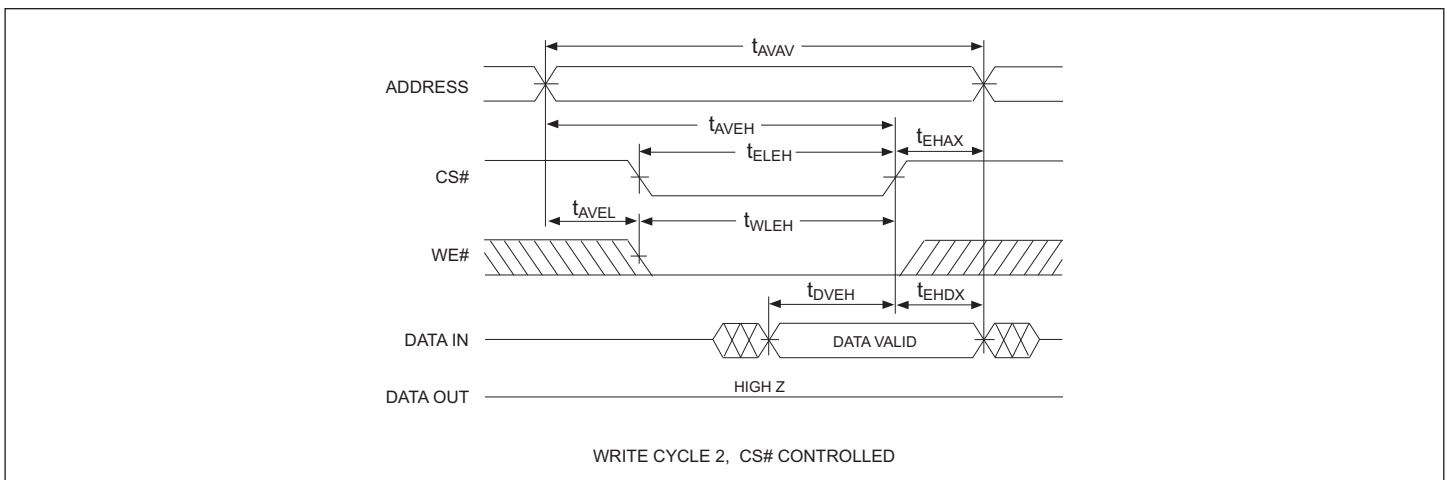 tAVAV
ADDRESS
tAVEH
tELEH
tEHAX
CS#
tAVEL
tWLEH
WE#
tDVEH
tEHDX
DATA IN
DATA VALID
HIGH Z
DATA OUT
WRITE CYCLE 2, CS# CONTROLLED